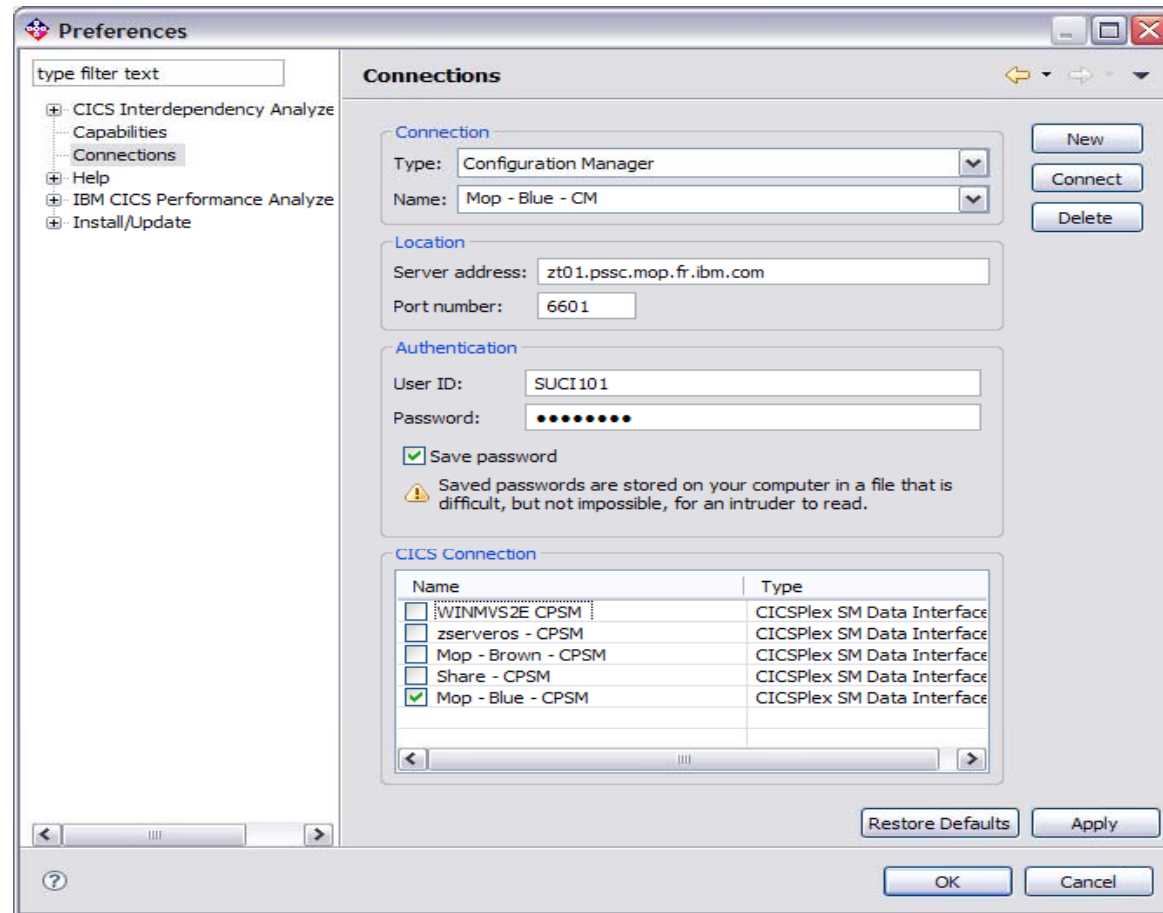 Preferences
type filter text
CICS Interdependency Analyze
Capabilities
Connections
Help
IBM CICS Performance Analyze
Install/Update
Connections
Connection
Type: Configuration Manager
Name: Mop - Blue - CM
New
Connect
Delete
Location
Server address: zt01.pssc.mop.fr.ibm.com
Port number: 6601
Authentication
User ID: SUCI101
Password: ●●●●●●●●
Save password
Saved passwords are stored on your computer in a file that is
difficult, but not impossible, for an intruder to read.
CICS Connection
Name Type
WINMVS2E CPSM CICSPlex SM Data Interface
zserveros - CPSM CICSPlex SM Data Interface
Mop - Brown - CPSM CICSPlex SM Data Interface
Share - CPSM CICSPlex SM Data Interface
Mop - Blue - CPSM CICSPlex SM Data Interface
Restore Defaults Apply
? OK Cancel